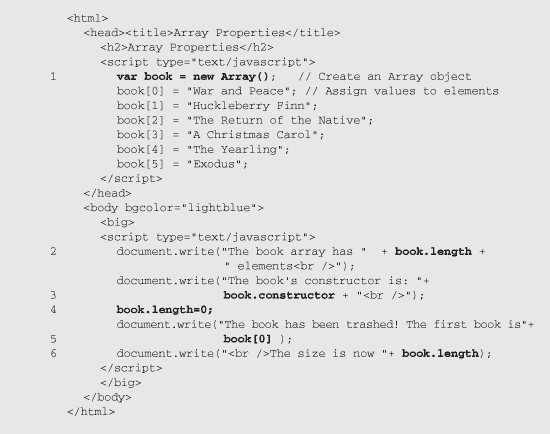 <html>
<head><title>Array Properties</title>
<h2>Array Properties</h2>
<script type="text/javascript">
1 var book = new Array(); // Create an Array object
book[0] = "War and Peace"; // Assign values to elements
book[1] = "Huckleberry Finn";
book[2] = "The Return of the Native";
book[3] = "A Christmas Carol";
book[4] = "The Yearling";
book[5] = "Exodus";
</script>
</head>
<body bgcolor="lightblue">
<big>
<script type="text/javascript">
2 document.write("The book array has " + book.length +
" elements<br />");
document.write("The book's constructor is: "+
3 book.constructor + "<br />");
4 book.length=0;
document.write("The book has been trashed! The first book is"+
5 book[0] );
6 document.write("<br />The size is now "+ book.length);
</script>
</big>
</body>
</html>